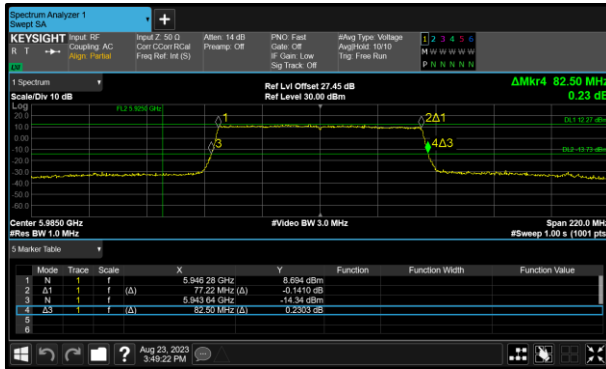 Spectrum Analyzer 1
Swept SA
KEYSIGHT Input: RF Input Z: 50 Ω Atten: 14 dB PNO: Fast #Avg Type: Voltage 1 2 3 4 5 6
R T Coupling: AC Corr CCorr RCal Preamp: Off Gate: Off Avg|Hold: 10/10 M W W W W W
Align: Partial Freq Ref: Int (S) IF Gain: Low Trig: Free Run
Sig Track: Off P N N N N N
1 Spectrum Ref Lvl Offset 27.45 dB ΔMkr4 82.50 MHz
Scale/Div 10 dB Ref Level 30.00 dBm 0.23 dB
Log
20.0 FL2 5.9250 GHz 1 2Δ1 DL1 12.27 dBm
10.0
0.00
-10.0 3 4Δ3 DL2 -13.73 dBm
-20.0
-30.0
-40.0
-50.0
-60.0
Center 5.9850 GHz #Video BW 3.0 MHz Span 220.0 MHz
#Res BW 1.0 MHz #Sweep 1.00 s (1001 pts)
5 Marker Table
Mode Trace Scale X Y Function Function Width Function Value
1 N 1 f 5.946 28 GHz 8.694 dBm
2 Δ1 1 f (Δ) 77.22 MHz (Δ) -0.1410 dB
3 N 1 f 5.943 64 GHz -14.34 dBm
4 Δ3 1 f (Δ) 82.50 MHz (Δ) 0.2303 dB
5
6
? Aug 23, 2023
3:49:22 PM